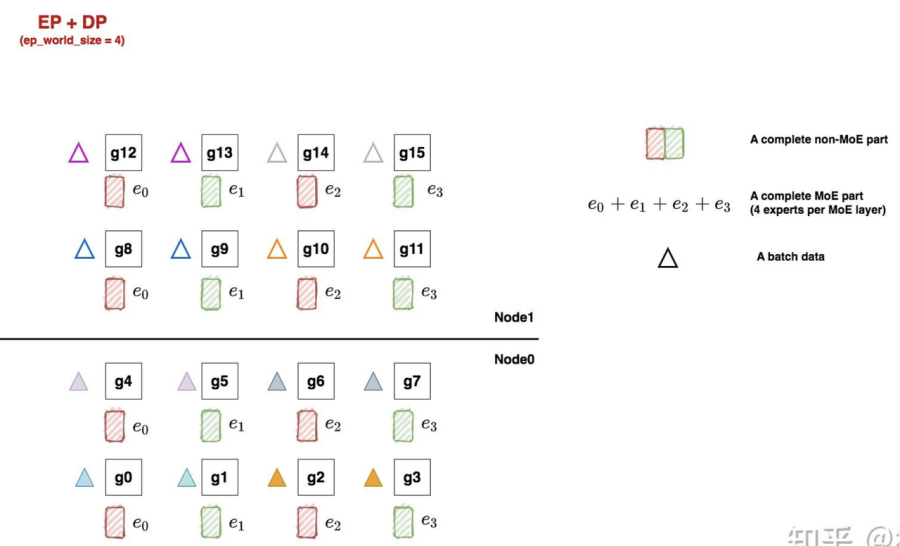 EP + DP
(ep_world_size = 4)
g12 g13 g14 g15
e₀ e₁ e₂ e₃
g8 g9 g10 g11
e₀ e₁ e₂ e₃
Node1
Node0
g4 g5 g6 g7
e₀ e₁ e₂ e₃
g0 g1 g2 g3
e₀ e₁ e₂ e₃
A complete non-MoE part
e₀ + e₁ + e₂ + e₃
A complete MoE part
(4 experts per MoE layer)
A batch data
知乎 @